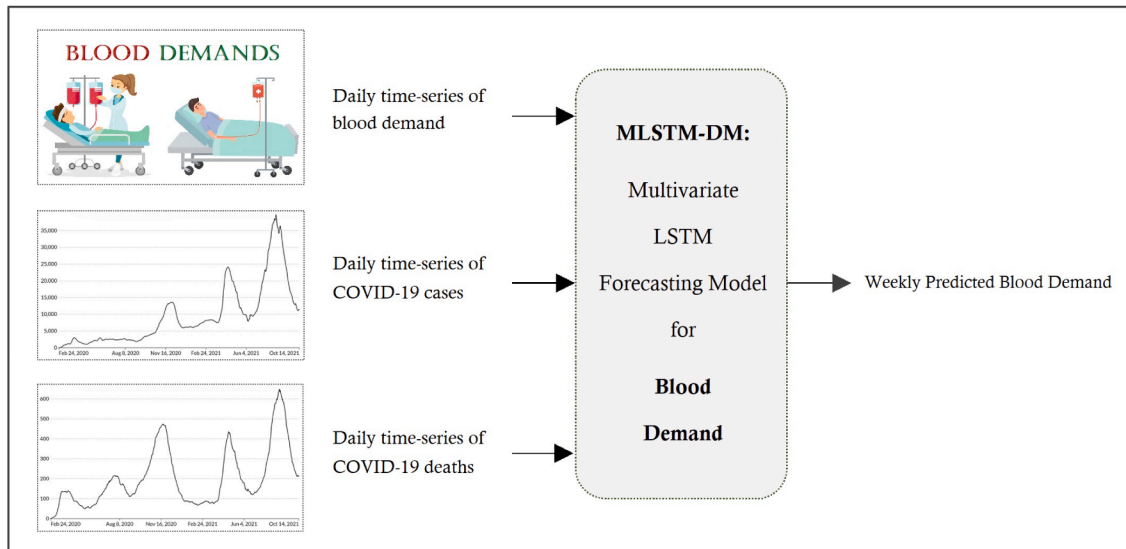 BLOOD DEMANDS
Daily time-series of
blood demand
35,000
30,000
25,000
20,000
15,000
10,000
5,000
0
Feb 24, 2020
Aug 8, 2020
Nov 16, 2020
Feb 24, 2021
Jun 4, 2021
Oct 14, 2021
Daily time-series of
COVID-19 cases
600
500
400
300
200
100
0
Feb 24, 2020
Aug 8, 2020
Nov 16, 2020
Feb 24, 2021
Jun 4, 2021
Oct 14, 2021
Daily time-series of
COVID-19 deaths
MLSTM-DM:
Multivariate
LSTM
Forecasting Model
for
Blood
Demand
Weekly Predicted Blood Demand